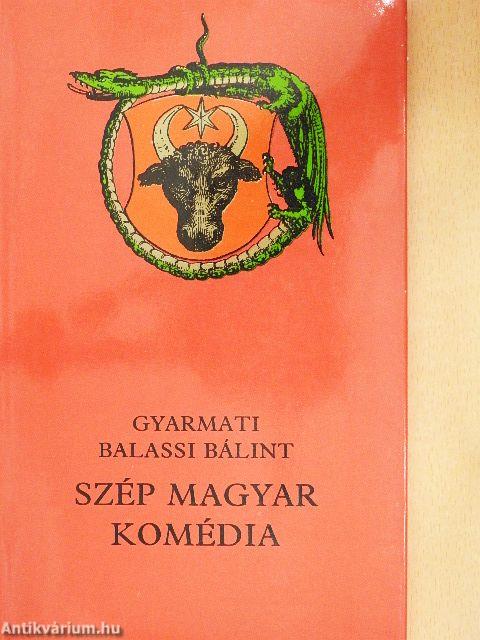 GYARMATI
BALASSI BÁLINT
SZÉP MAGYAR
KOMÉDIA
Antikvárium.hu